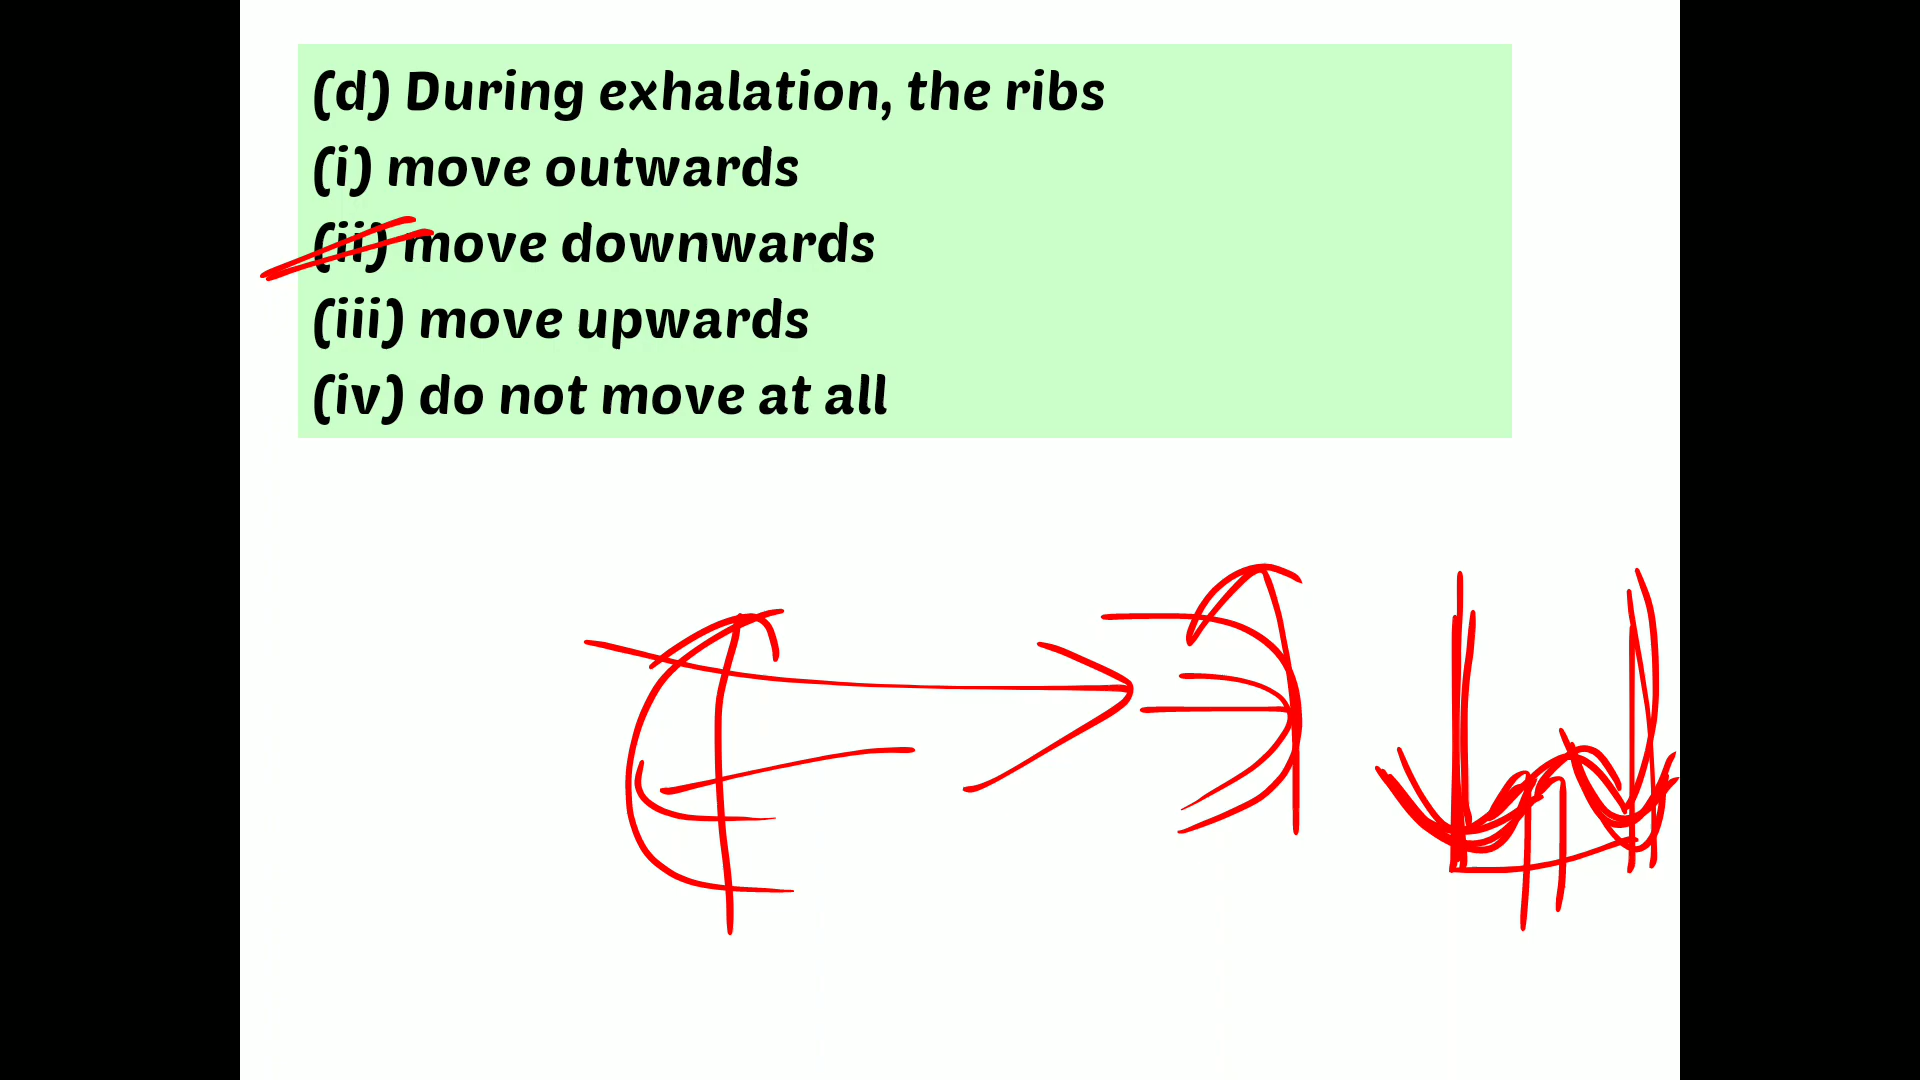 (d) During exhalation, the ribs
(i) move outwards
(ii) move downwards
(iii) move upwards
(iv) do not move at all